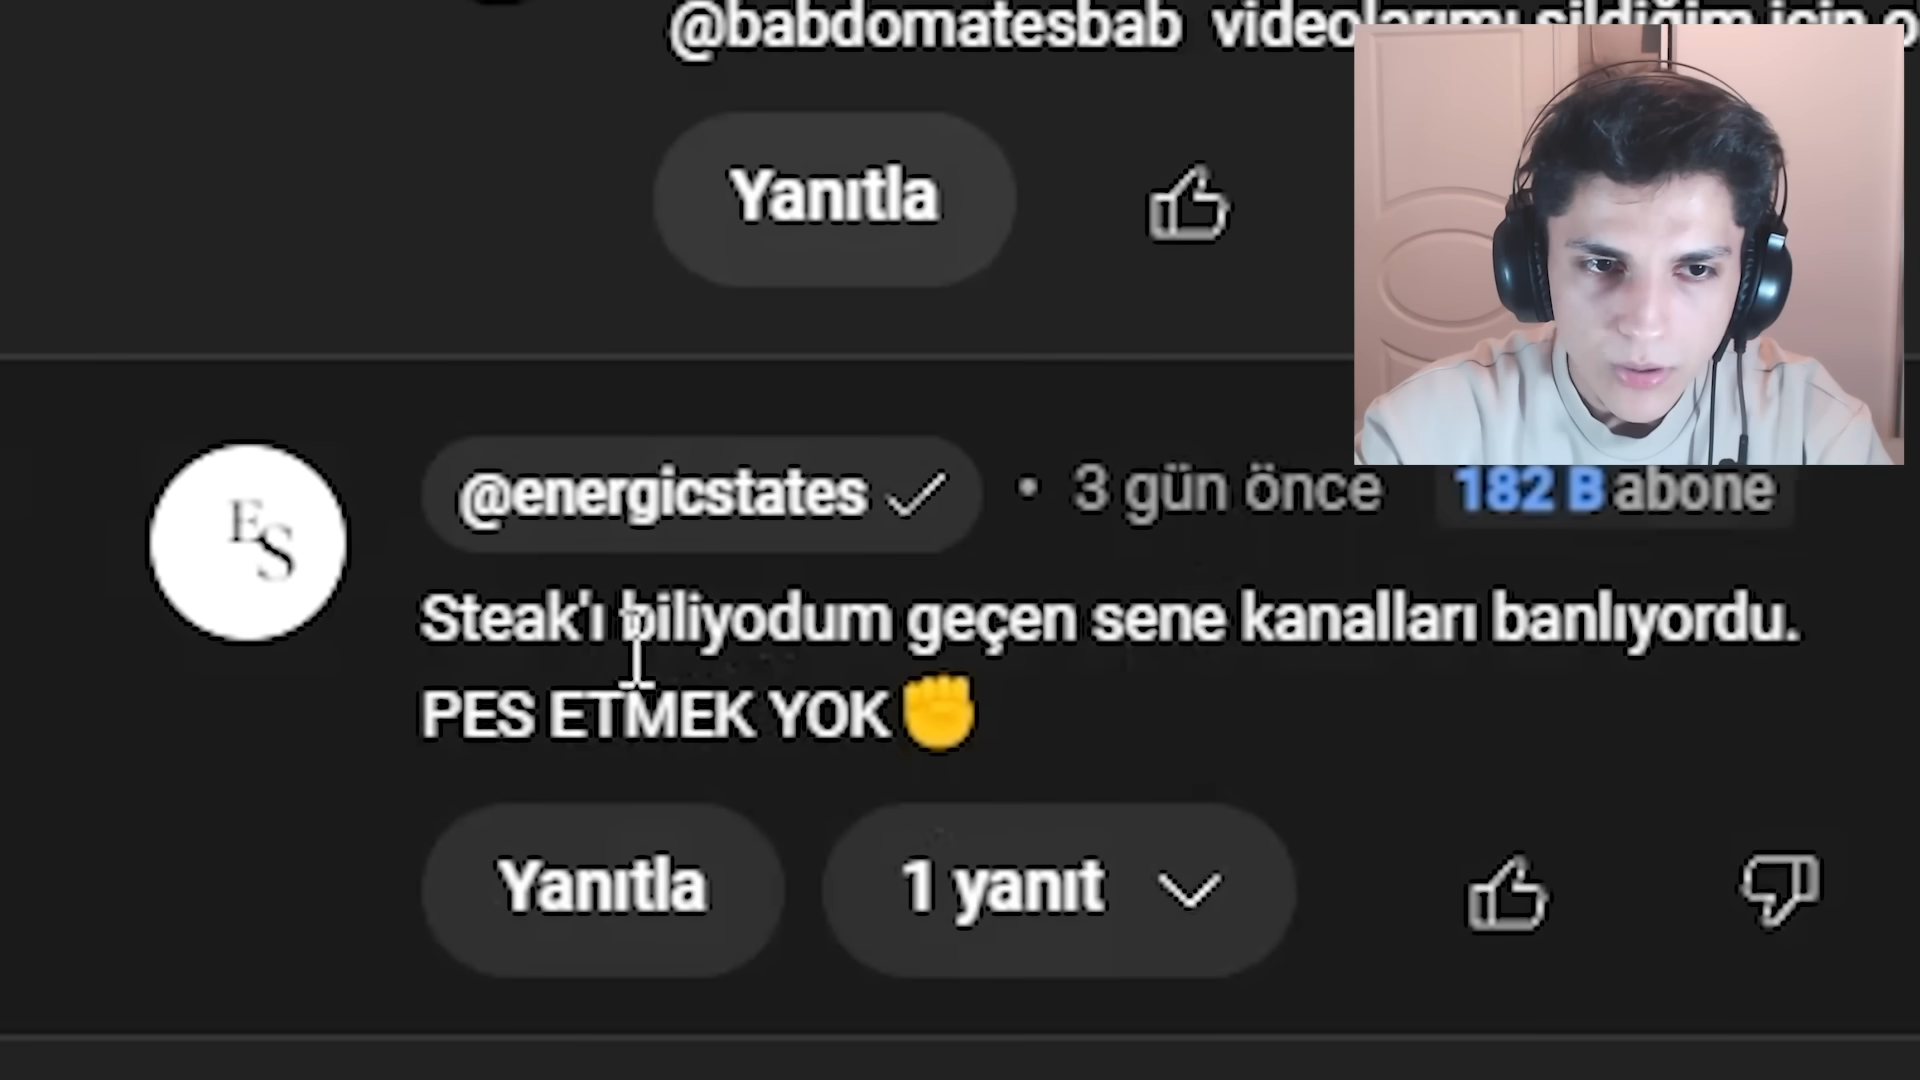 @babdomatesbab videolarımı sildiğim için
Yanıtla
ES
@energicstates • 3 gün önce 182 B abone
Steak'ı biliyodum geçen sene kanalları banlıyordu.
PES ETMEK YOK ✊
Yanıtla 1 yanıt